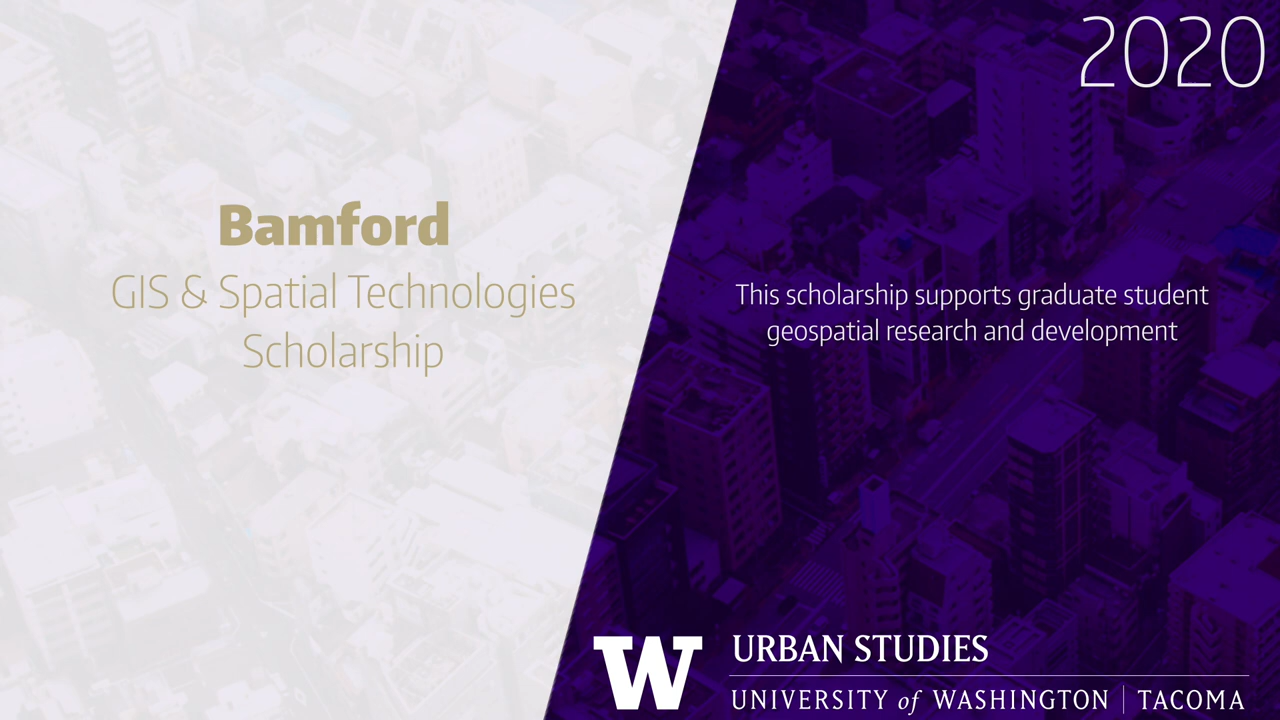 2020
Bamford
GIS & Spatial Technologies
Scholarship
This scholarship supports graduate student
geospatial research and development
W
URBAN STUDIES
UNIVERSITY of WASHINGTON | TACOMA